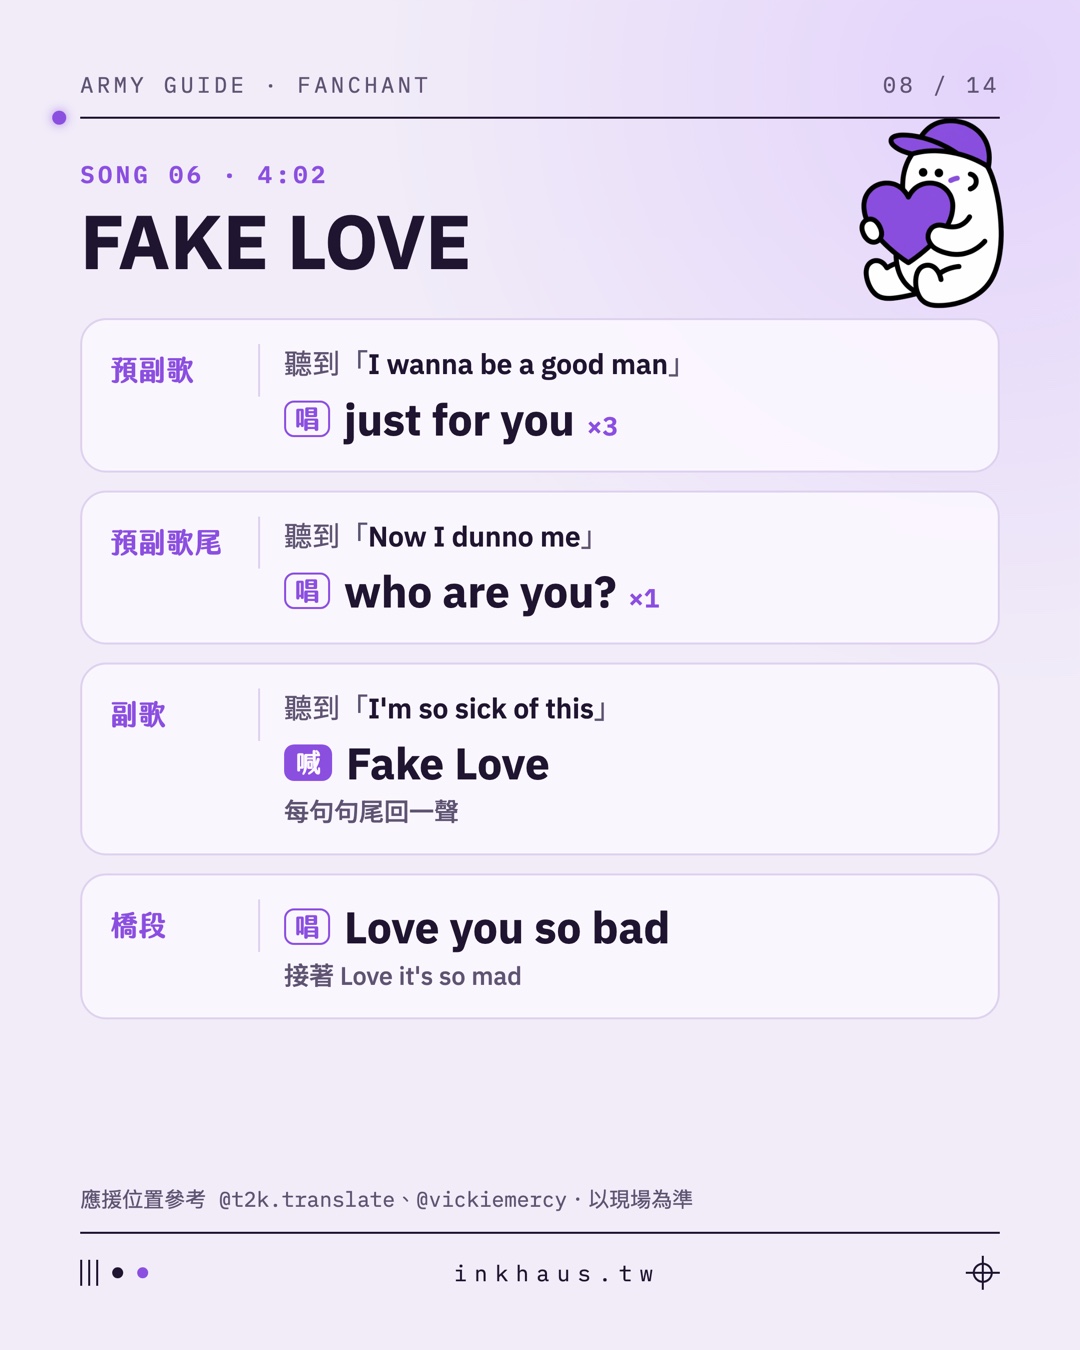 ARMY GUIDE · FANCHANT
08 / 14
SONG 06 · 4:02
FAKE LOVE
預副歌
聽到「I wanna be a good man」
唱 just for you ×3
預副歌尾
聽到「Now I dunno me」
唱 who are you? ×1
副歌
聽到「I'm so sick of this」
喊 Fake Love
每句句尾回一聲
橋段
唱 Love you so bad
接著 Love it's so mad
應援位置參考 @t2k.translate、@vickiemercy · 以現場為準
inkhaus.tw